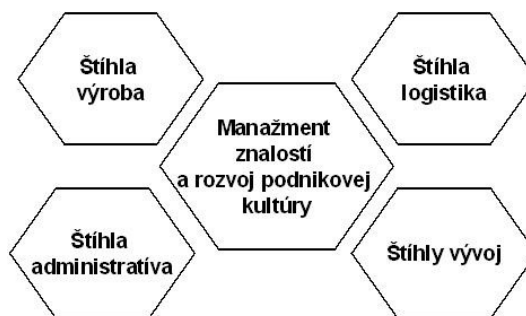 Štíhla
výroba
Štíhla
logistika
Manažment
znalostí
a rozvoj podnikovej
kultúry
Štíhla
administratíva
Štíhly vývoj